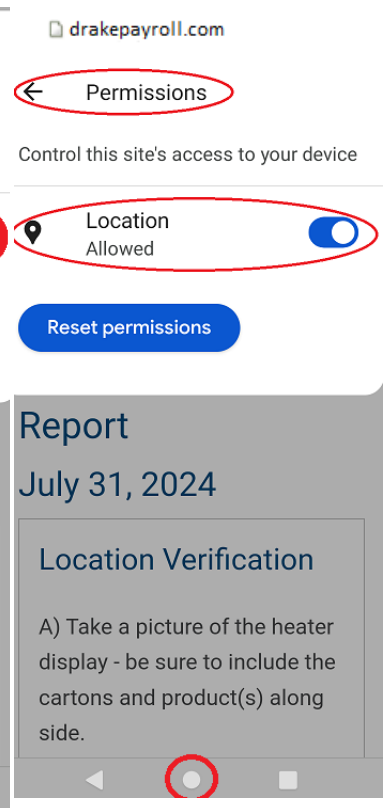 drakepayroll.com
Permissions
Control this site's access to your device
Location
Allowed
Reset permissions
Report
July 31, 2024
Location Verification
A) Take a picture of the heater
display - be sure to include the
cartons and product(s) along
side.